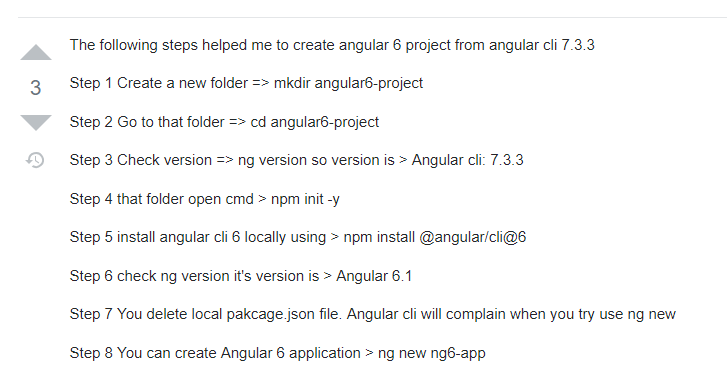 The following steps helped me to create angular 6 project from angular cli 7.3.3
3
Step 1 Create a new folder => mkdir angular6-project
Step 2 Go to that folder => cd angular6-project
Step 3 Check version => ng version so version is > Angular cli: 7.3.3
Step 4 that folder open cmd > npm init -y
Step 5 install angular cli 6 locally using > npm install @angular/cli@6
Step 6 check ng version it's version is > Angular 6.1
Step 7 You delete local pakcage.json file. Angular cli will complain when you try use ng new
Step 8 You can create Angular 6 application > ng new ng6-app